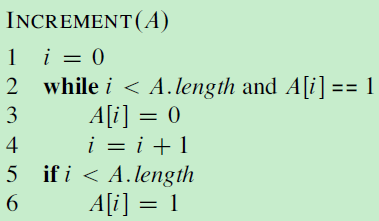 INCREMENT(A)
1 i = 0
2 while i < A.length and A[i] == 1
3 A[i] = 0
4 i = i + 1
5 if i < A.length
6 A[i] = 1